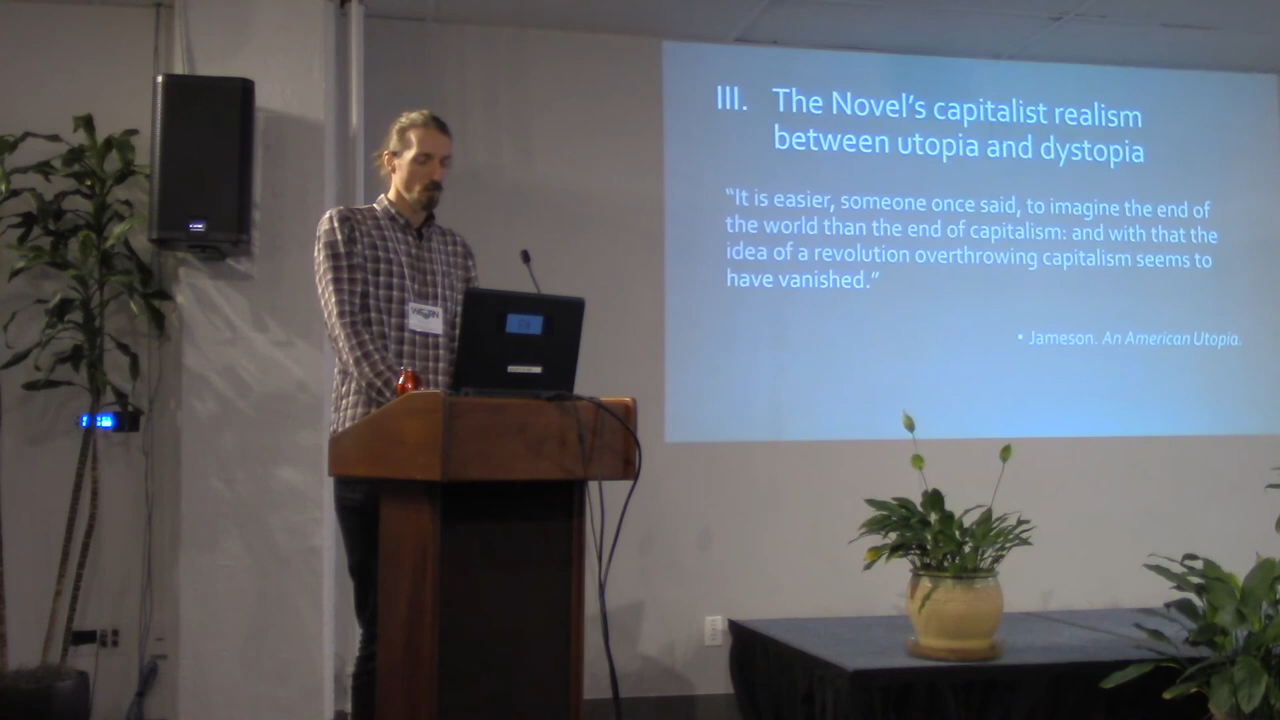 III. The Novel's capitalist realism
between utopia and dystopia
"It is easier, someone once said, to imagine the end of
the world than the end of capitalism: and with that the
idea of a revolution overthrowing capitalism seems to
have vanished."
• Jameson. An American Utopia.